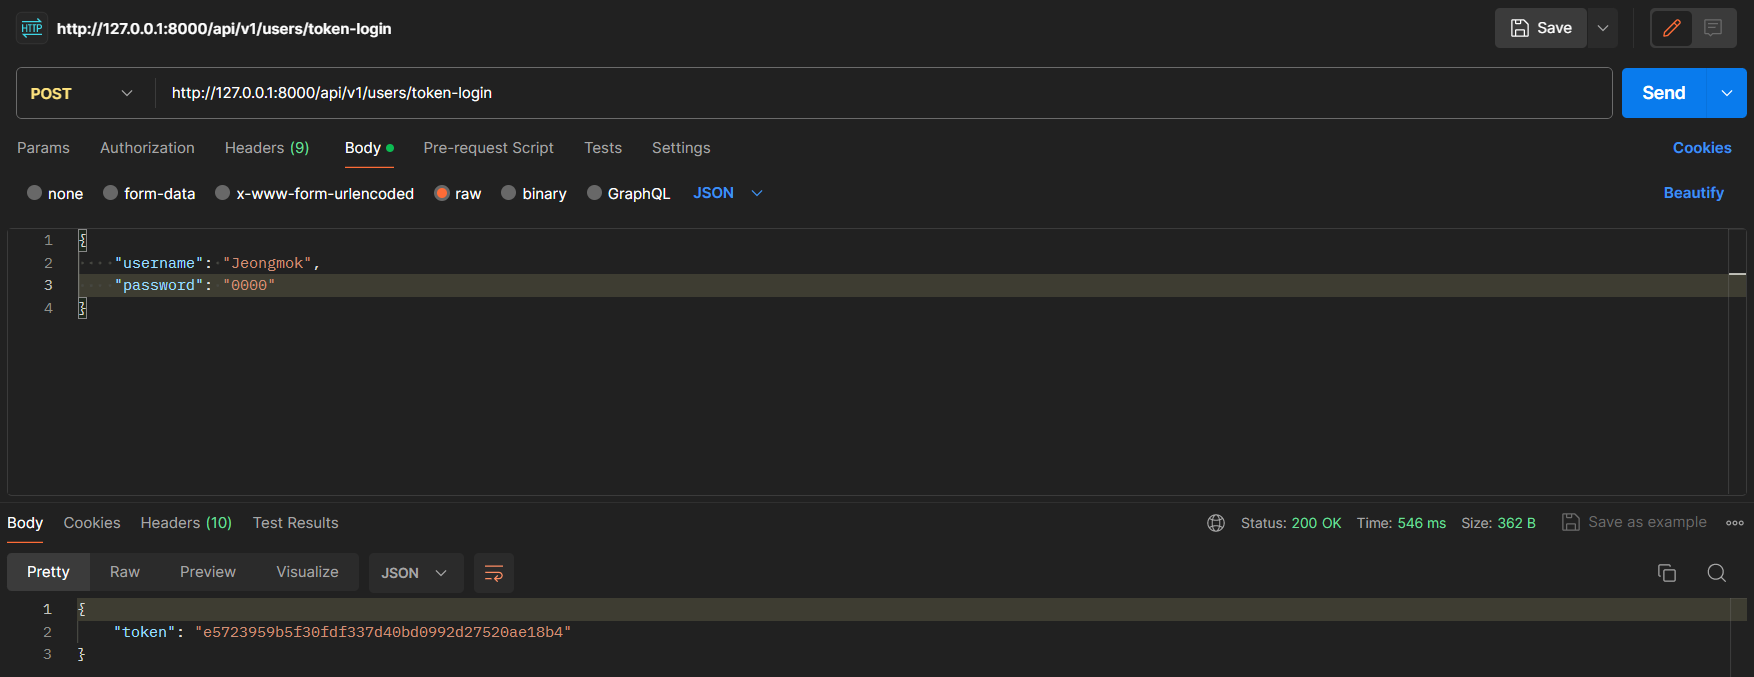 HTTP http://127.0.0.1:8000/api/v1/users/token-login Save
POST http://127.0.0.1:8000/api/v1/users/token-login Send
Params Authorization Headers (9) Body Pre-request Script Tests Settings Cookies
none form-data x-www-form-urlencoded raw binary GraphQL JSON Beautify
1 {
2 "username": "Jeongmok",
3 "password": "0000"
4 }
Body Cookies Headers (10) Test Results Status: 200 OK Time: 546 ms Size: 362 B Save as example
Pretty Raw Preview Visualize JSON
1 {
2 "token": "e5723959b5f30fdf337d40bd0992d27520ae18b4"
3 }